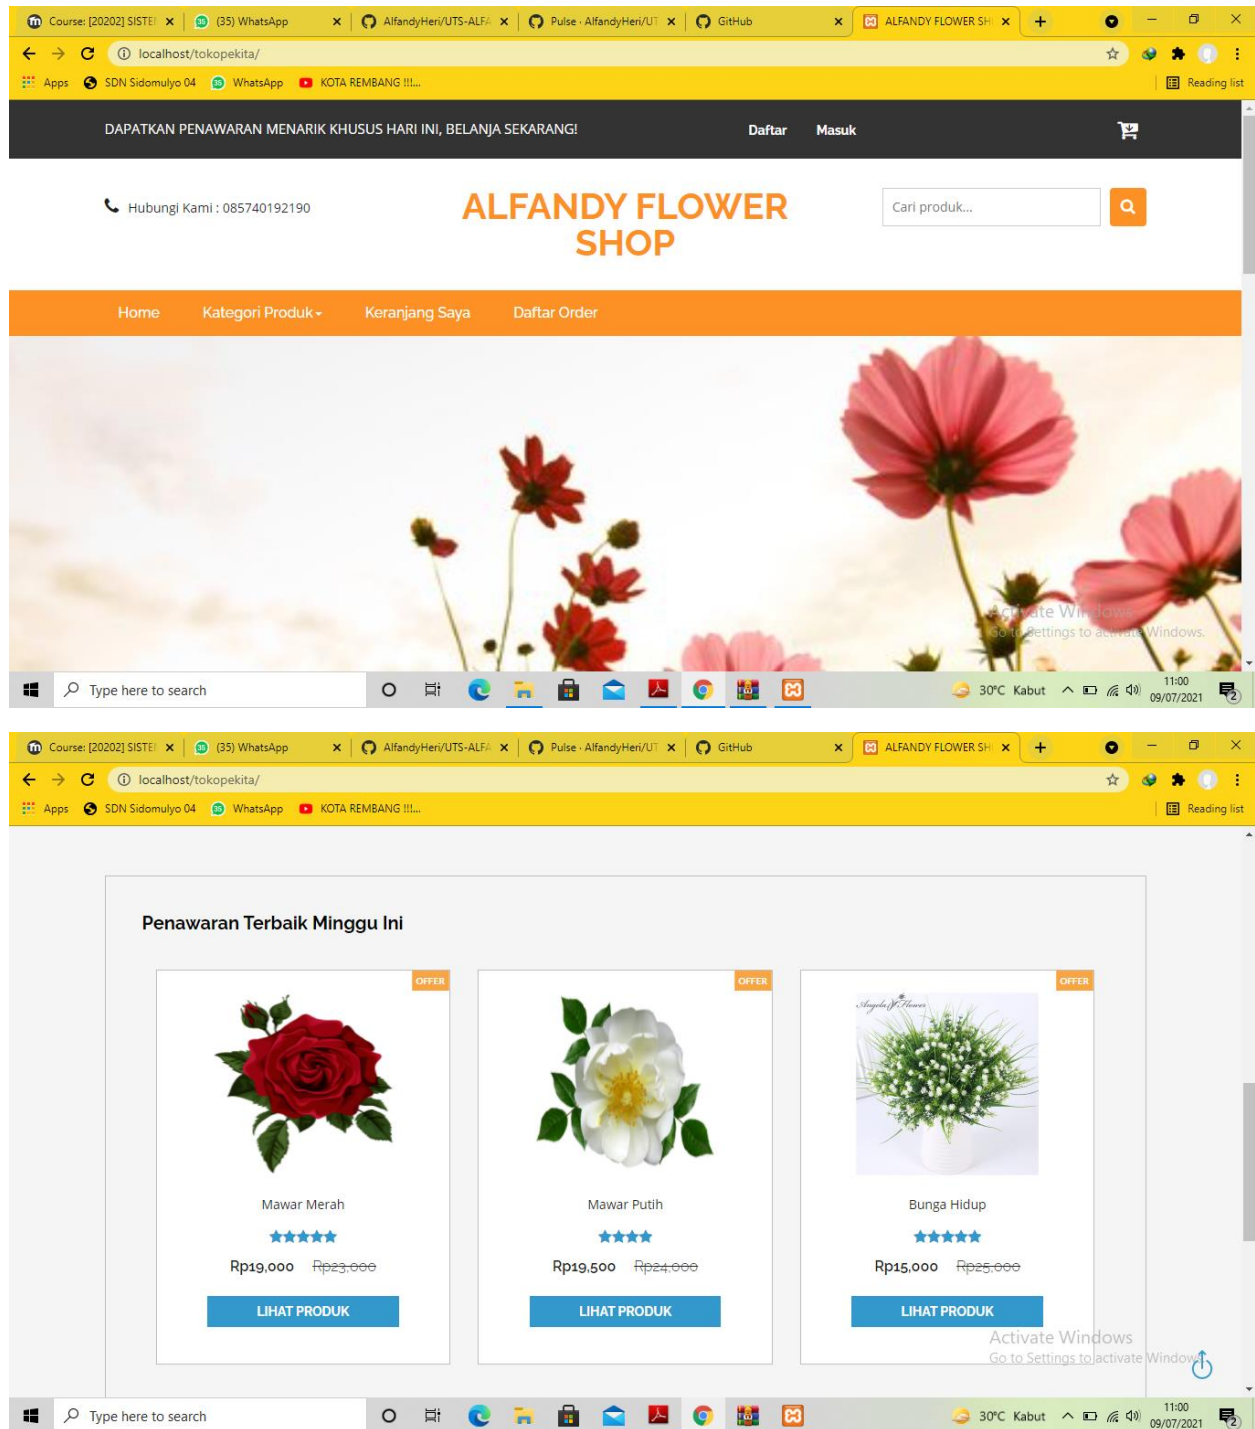 Course: [20202] SISTE
(35) WhatsApp
AlfandyHeri/UTS-ALFA
Pulse · AlfandyHeri/UT
GitHub
ALFANDY FLOWER SH
localhost/tokopekita/
Apps
SDN Sidomulyo 04
WhatsApp
KOTA REMBANG !!!...
Reading list
DAPATKAN PENAWARAN MENARIK KHUSUS HARI INI, BELANJA SEKARANG!
Daftar
Masuk
Hubungi Kami : 085740192190
ALFANDY FLOWER
SHOP
Cari produk...
Home
Kategori Produk
Keranjang Saya
Daftar Order
Activate Windows
Go to Settings to activate Windows.
Type here to search
30°C Kabut
11:00
09/07/2021
2
Course: [20202] SISTE
(35) WhatsApp
AlfandyHeri/UTS-ALFA
Pulse · AlfandyHeri/UT
GitHub
ALFANDY FLOWER SH
localhost/tokopekita/
Apps
SDN Sidomulyo 04
WhatsApp
KOTA REMBANG !!!...
Reading list
Penawaran Terbaik Minggu Ini
OFFER
OFFER
OFFER
Angela Flower
Mawar Merah
Mawar Putih
Bunga Hidup
Rp19,000 Rp23,000
Rp19,500 Rp24,000
Rp15,000 Rp25,000
LIHAT PRODUK
LIHAT PRODUK
LIHAT PRODUK
Activate Windows
Go to Settings to activate Windows.
Type here to search
30°C Kabut
11:00
09/07/2021
2